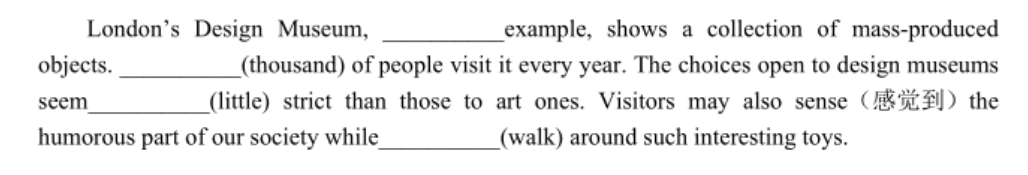 London’s Design Museum, __________example, shows a collection of mass-produced
objects. __________(thousand) of people visit it every year. The choices open to design museums
seem__________(little) strict than those to art ones. Visitors may also sense（感觉到）the
humorous part of our society while__________(walk) around such interesting toys.